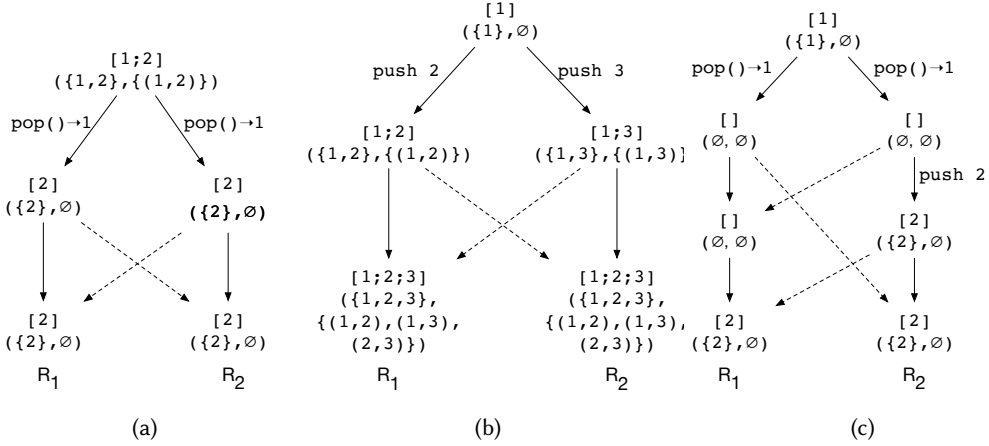 [1;2]
({1,2},{(1,2)})
pop()→1
pop()→1
[2]
({2},∅)
[2]
({2},∅)
[2]
({2},∅)
[2]
({2},∅)
R1
R2
(a)
[1]
({1},∅)
push 2
push 3
[1;2]
({1,2},{(1,2)})
[1;3]
({1,3},{(1,3)}
[1;2;3]
({1,2,3},
{(1,2),(1,3),
(2,3)})
[1;2;3]
({1,2,3},
{(1,2),(1,3),
(2,3)})
R1
R2
(b)
[1]
({1},∅)
pop()→1
pop()→1
[]
(∅,∅)
[]
(∅,∅)
push 2
[]
(∅,∅)
[2]
({2},∅)
[2]
({2},∅)
[2]
({2},∅)
R1
R2
(c)